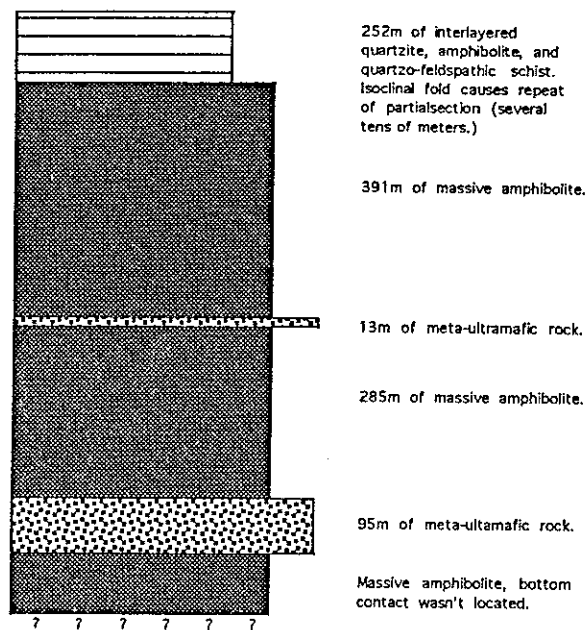 252m of interlayered
quartzite, amphibolite, and
quartzo-feldspathic schist.
Isoclinal fold causes repeat
of partialsection (several
tens of meters.)
391m of massive amphibolite.
13m of meta-ultramafic rock.
285m of massive amphibolite.
95m of meta-ultamafic rock.
Massive amphibolite, bottom
contact wasn't located.
? ? ? ? ? ?